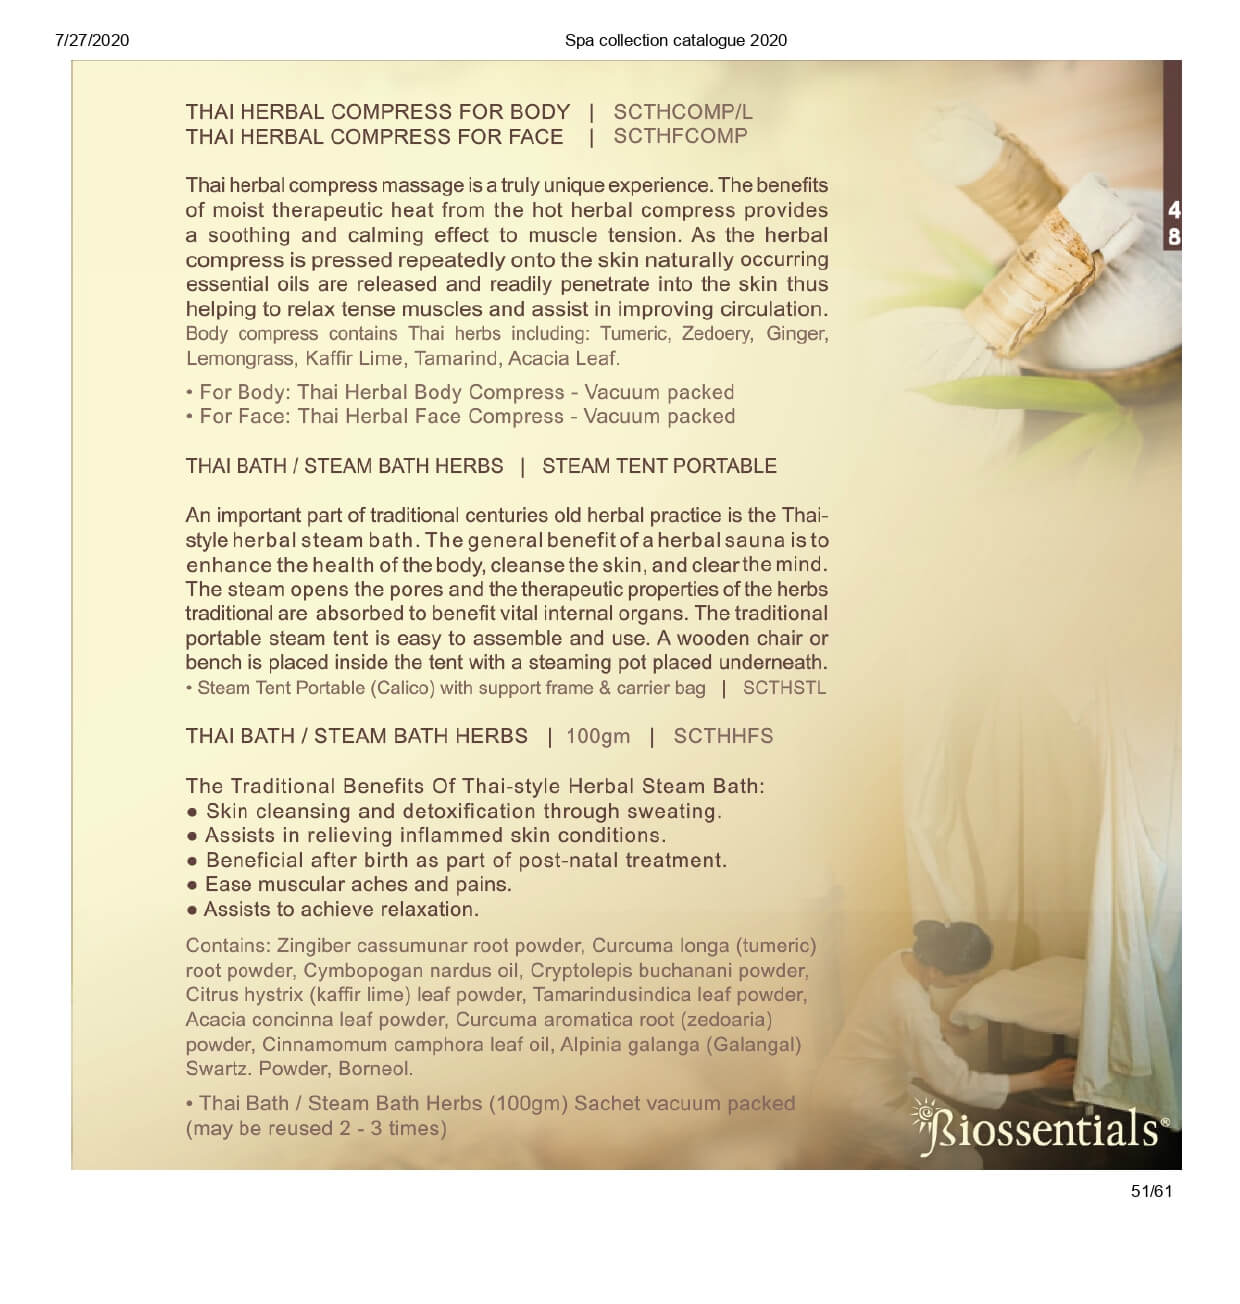 7/27/2020
Spa collection catalogue 2020
THAI HERBAL COMPRESS FOR BODY | SCTHCOMP/L
THAI HERBAL COMPRESS FOR FACE | SCTHFCOMP
4
8
Thai herbal compress massage is a truly unique experience. The benefits
of moist therapeutic heat from the hot herbal compress provides
a soothing and calming effect to muscle tension. As the herbal
compress is pressed repeatedly onto the skin naturally occurring
essential oils are released and readily penetrate into the skin thus
helping to relax tense muscles and assist in improving circulation.
Body compress contains Thai herbs including: Tumeric, Zedoery, Ginger,
Lemongrass, Kaffir Lime, Tamarind, Acacia Leaf.
• For Body: Thai Herbal Body Compress - Vacuum packed
• For Face: Thai Herbal Face Compress - Vacuum packed
THAI BATH / STEAM BATH HERBS | STEAM TENT PORTABLE
An important part of traditional centuries old herbal practice is the Thai-
style herbal steam bath. The general benefit of a herbal sauna is to
enhance the health of the body, cleanse the skin, and clear the mind.
The steam opens the pores and the therapeutic properties of the herbs
traditional are absorbed to benefit vital internal organs. The traditional
portable steam tent is easy to assemble and use. A wooden chair or
bench is placed inside the tent with a steaming pot placed underneath.
• Steam Tent Portable (Calico) with support frame & carrier bag | SCTHSTL
THAI BATH / STEAM BATH HERBS | 100gm | SCTHHFS
The Traditional Benefits Of Thai-style Herbal Steam Bath:
● Skin cleansing and detoxification through sweating.
● Assists in relieving inflammed skin conditions.
● Beneficial after birth as part of post-natal treatment.
● Ease muscular aches and pains.
● Assists to achieve relaxation.
Contains: Zingiber cassumunar root powder, Curcuma longa (tumeric)
root powder, Cymbopogan nardus oil, Cryptolepis buchanani powder,
Citrus hystrix (kaffir lime) leaf powder, Tamarindusindica leaf powder,
Acacia concinna leaf powder, Curcuma aromatica root (zedoaria)
powder, Cinnamomum camphora leaf oil, Alpinia galanga (Galangal)
Swartz. Powder, Borneol.
• Thai Bath / Steam Bath Herbs (100gm) Sachet vacuum packed
(may be reused 2 - 3 times)
Biossentials®
51/61